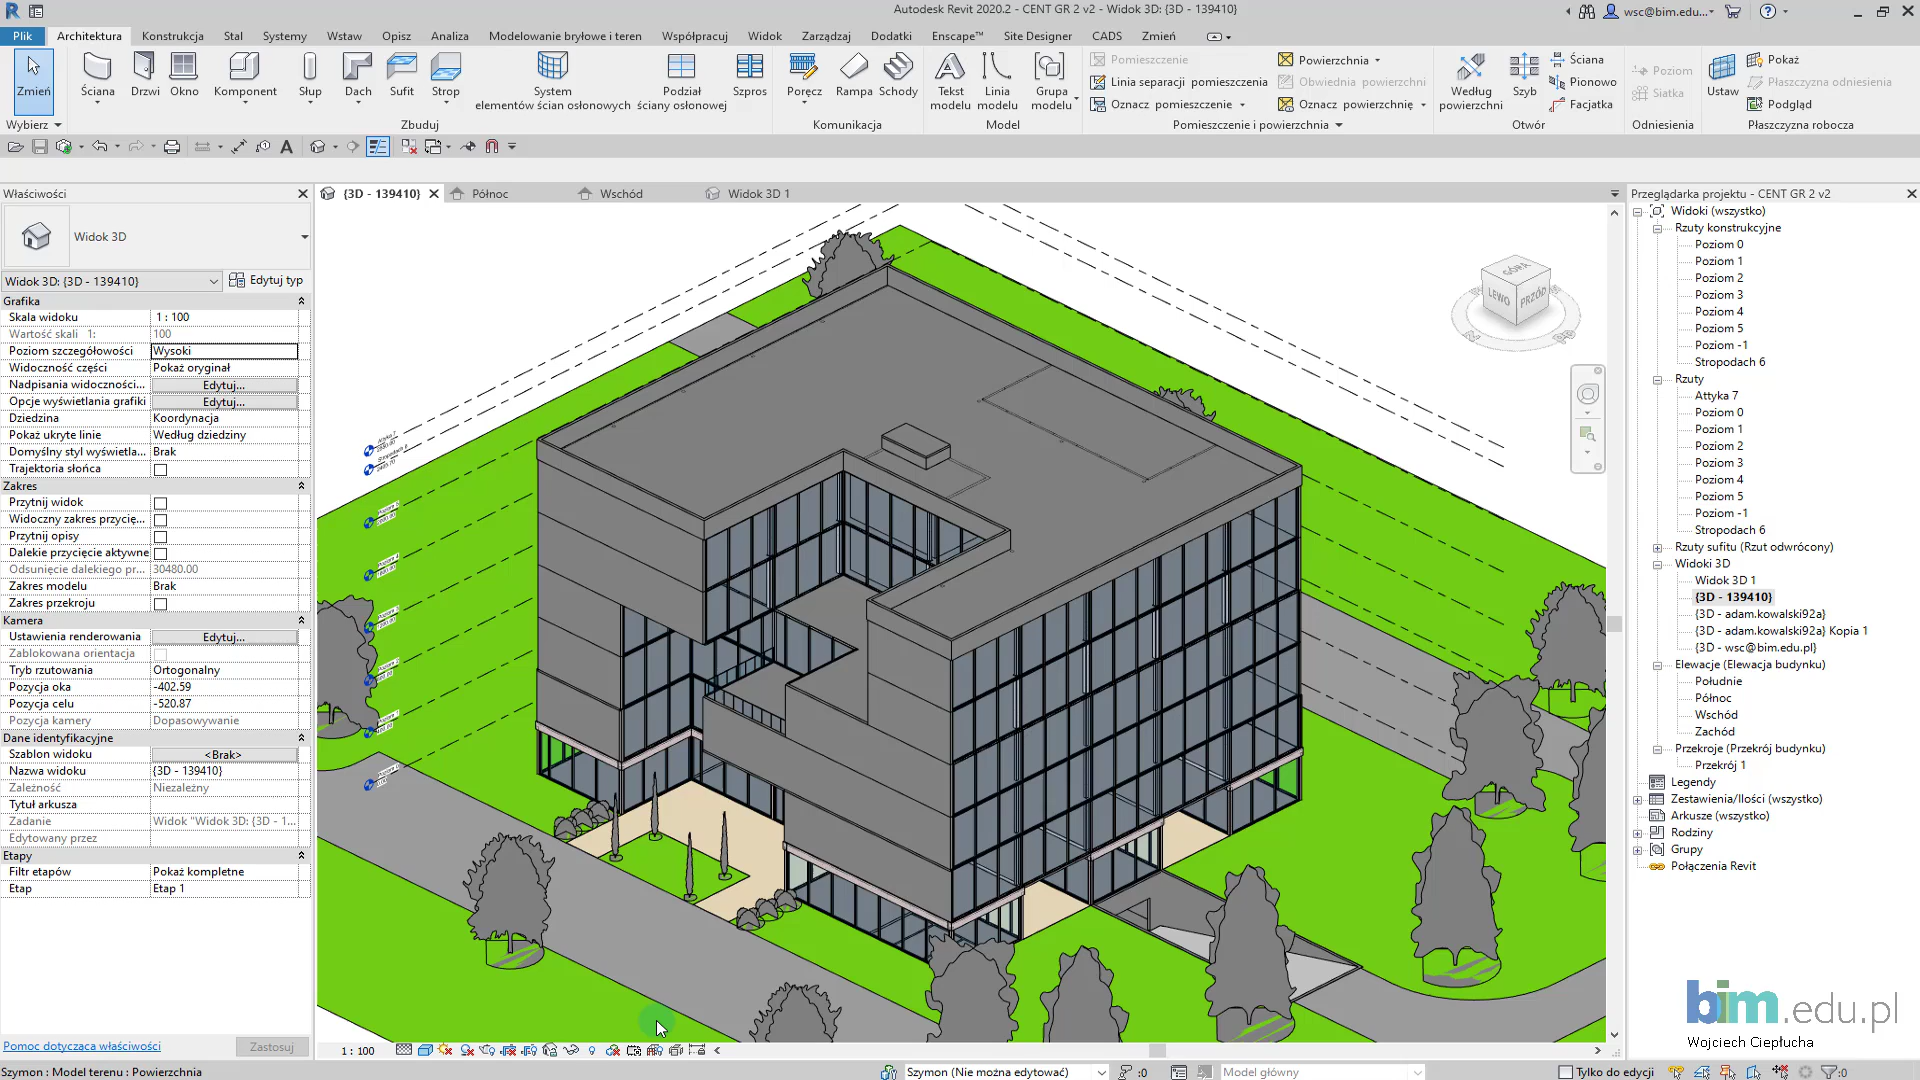 Autodesk Revit 2020.2 - CENT GR 2 v2 - Widok 3D: {3D - 139410}
wsc@bim.edu...
Plik Architektura Konstrukcja Stal Systemy Wstaw Opisz Analiza Modelowanie bryłowe i teren Współpracuj Widok Zarządzaj Dodatki Enscape™ Site Designer CADS Zmień
Zmień
Ściana
Drzwi
Okno
Komponent
Słup
Dach
Sufit
Strop
System elementów ścian osłonowych
Podział ściany osłonowej
Szpros
Poręcz
Rampa
Schody
Tekst modelu
Linia modelu
Grupa modelu
Pomieszczenie
Linia separacji pomieszczenia
Oznacz pomieszczenie
Powierzchnia
Obwiednia powierzchni
Oznacz powierzchnię
Według powierzchni
Szyb
Ściana
Pionowo
Facjatka
Poziom
Siatka
Ustaw
Pokaż
Płaszczyzna odniesienia
Podgląd
Wybierz Zbuduj Komunikacja Model Pomieszczenie i powierzchnia Otwór Odniesienia Płaszczyzna robocza
Właściwości
{3D - 139410} Północ Wschód Widok 3D 1
Widok 3D
Widok 3D: {3D - 139410} Edytuj typ
Grafika
Skala widoku 1 : 100
Wartość skali 1: 100
Poziom szczegółowości Wysoki
Widoczność części Pokaż oryginał
Nadpisania widoczności... Edytuj...
Opcje wyświetlania grafiki Edytuj...
Dziedzina Koordynacja
Pokaż ukryte linie Według dziedziny
Domyślny styl wyświetla... Brak
Trajektoria słońca
Zakres
Przytnij widok
Widoczny zakres przycię...
Przytnij opisy
Dalekie przycięcie aktywne
Odsunięcie dalekiego pr... 30480.00
Zakres modelu Brak
Zakres przekroju
Kamera
Ustawienia renderowania Edytuj...
Zablokowana orientacja
Tryb rzutowania Ortogonalny
Pozycja oka -402.59
Pozycja celu -520.87
Pozycja kamery Dopasowywanie
Dane identyfikacyjne
Szablon widoku <Brak>
Nazwa widoku {3D - 139410}
Zależność Niezależny
Tytuł arkusza
Zadanie Widok "Widok 3D: {3D - 1...
Edytowany przez
Etapy
Filtr etapów Pokaż kompletne
Etap Etap 1
Pomoc dotycząca właściwości Zastosuj
GÓRA
LEWO
PRZÓD
Przeglądarka projektu - CENT GR 2 v2
Widoki (wszystko)
Rzuty konstrukcyjne
Poziom 0
Poziom 1
Poziom 2
Poziom 3
Poziom 4
Poziom 5
Poziom -1
Stropodach 6
Rzuty
Attyka 7
Poziom 0
Poziom 1
Poziom 2
Poziom 3
Poziom 4
Poziom 5
Poziom -1
Stropodach 6
Rzuty sufitu (Rzut odwrócony)
Widoki 3D
Widok 3D 1
{3D - 139410}
{3D - adam.kowalski92a}
{3D - adam.kowalski92a} Kopia 1
{3D - wsc@bim.edu.pl}
Elewacje (Elewacja budynku)
Południe
Północ
Wschód
Zachód
Przekroje (Przekrój budynku)
Przekrój 1
Legendy
Zestawienia/Ilości (wszystko)
Arkusze (wszystko)
Rodziny
Grupy
Połączenia Revit
bim.edu.pl
Wojciech Ciepłucha
1 : 100
Szymon : Model terenu : Powierzchnia
Szymon (Nie można edytować)
:0
Model główny
Tylko do edycji
:0